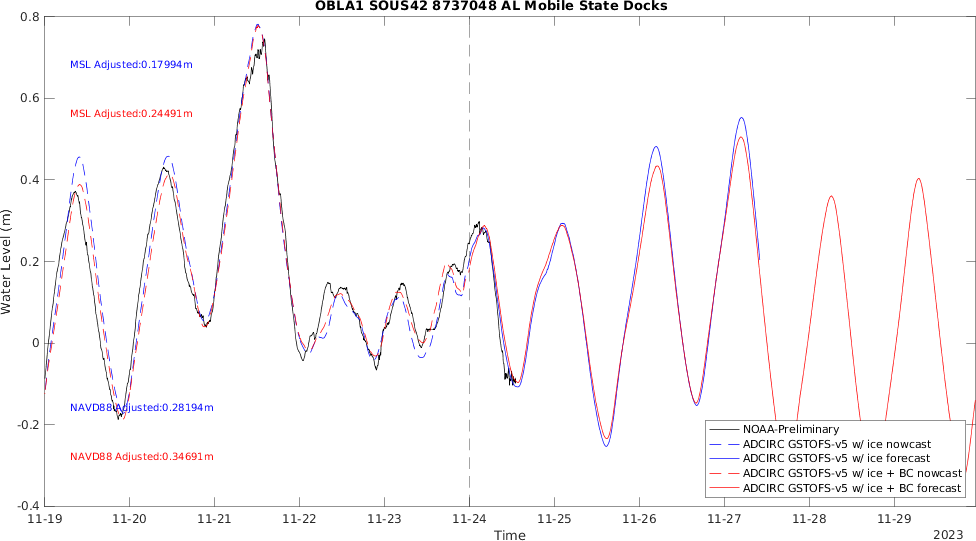 OBLA1 SOUS42 8737048 AL Mobile State Docks
0.8
MSL Adjusted:0.17994m
0.6
MSL Adjusted:0.24491m
0.4
Water Level (m)
0.2
0
NAVD88 Adjusted:0.28194m
-0.2
NAVD88 Adjusted:0.34691m
-0.4
NOAA-Preliminary
ADCIRC GSTOFS-v5 w/ ice nowcast
ADCIRC GSTOFS-v5 w/ ice forecast
ADCIRC GSTOFS-v5 w/ ice + BC nowcast
ADCIRC GSTOFS-v5 w/ ice + BC forecast
11-19 11-20 11-21 11-22 11-23 11-24 11-25 11-26 11-27 11-28 11-29
Time
2023